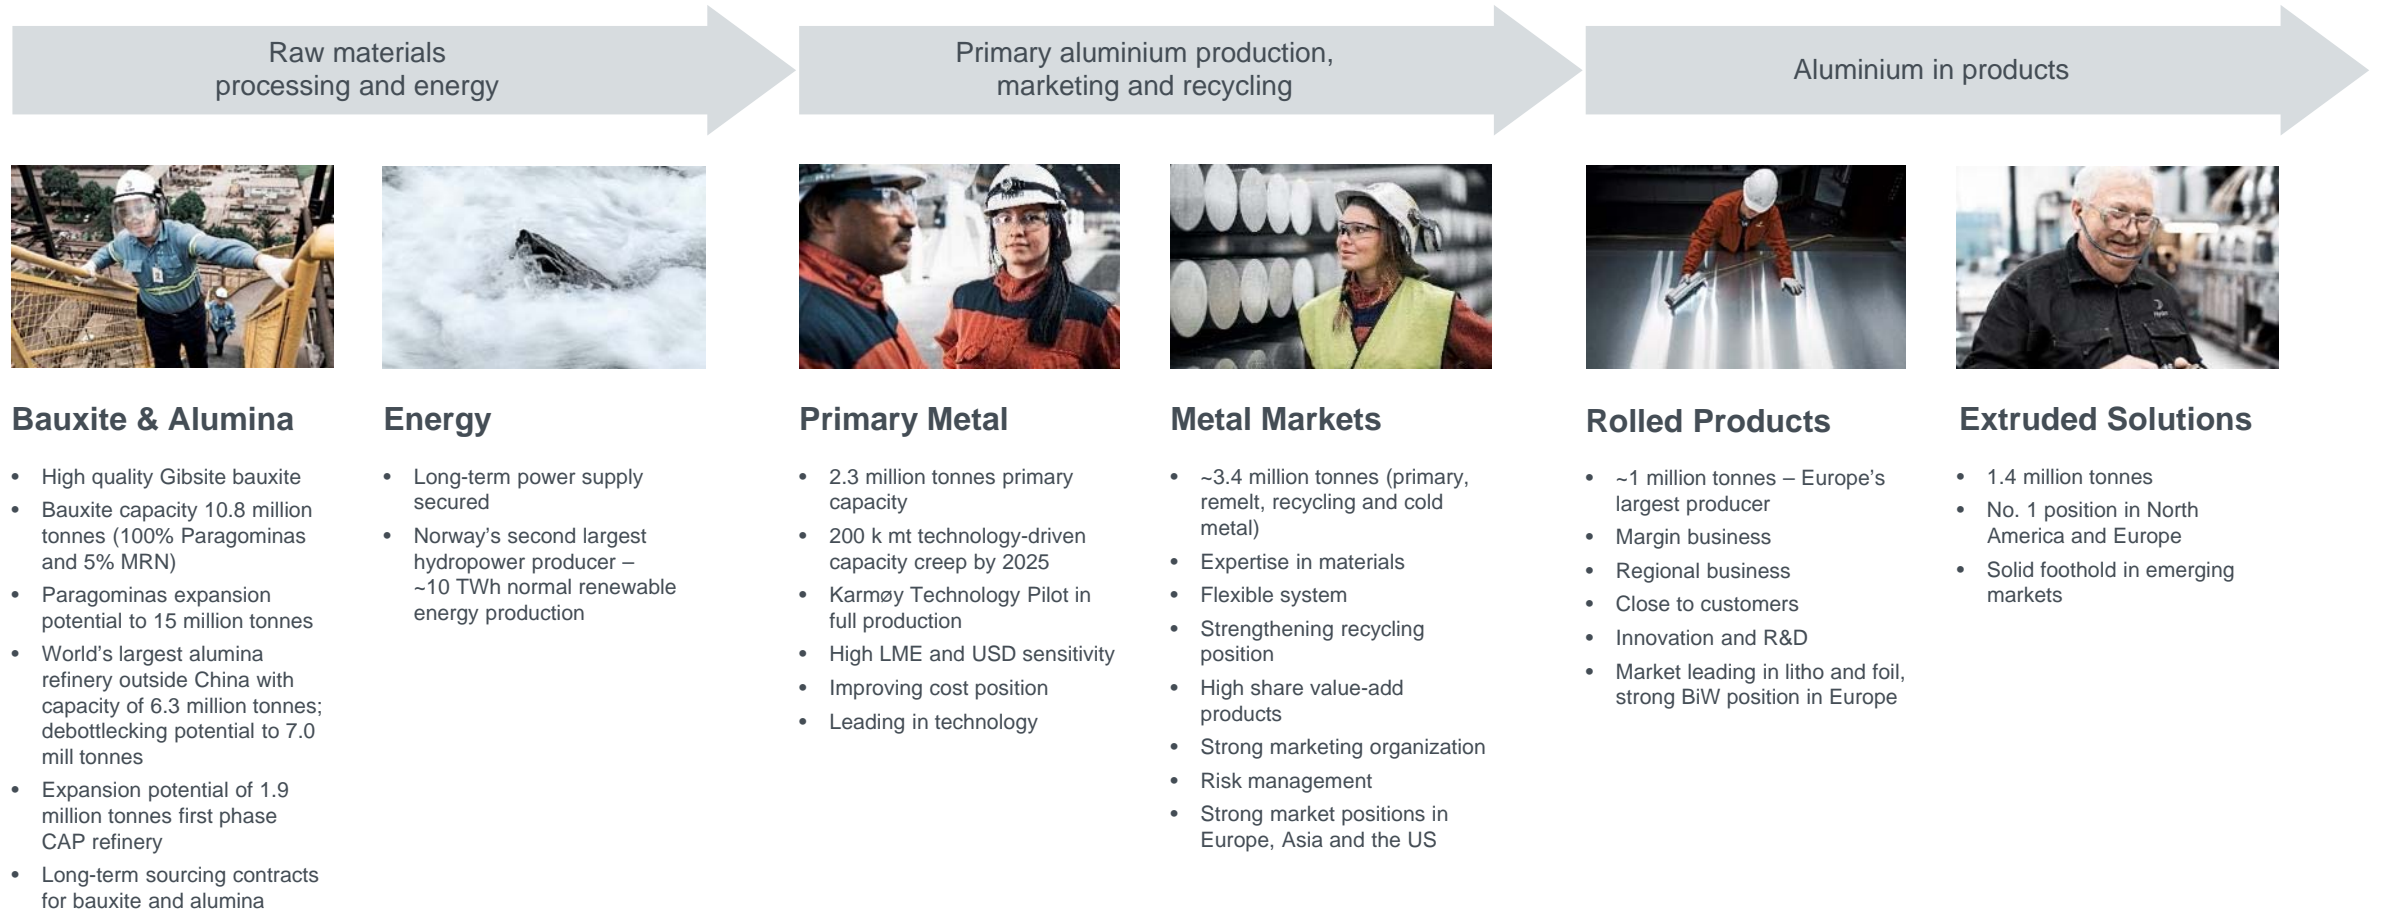 Raw materials
processing and energy
Primary aluminium production,
marketing and recycling
Aluminium in products
Bauxite & Alumina
• High quality Gibsite bauxite
• Bauxite capacity 10.8 million
tonnes (100% Paragominas
and 5% MRN)
• Paragominas expansion
potential to 15 million tonnes
• World’s largest alumina
refinery outside China with
capacity of 6.3 million tonnes;
debottlecking potential to 7.0
mill tonnes
• Expansion potential of 1.9
million tonnes first phase
CAP refinery
• Long-term sourcing contracts
for bauxite and alumina
Energy
• Long-term power supply
secured
• Norway’s second largest
hydropower producer –
~10 TWh normal renewable
energy production
Primary Metal
• 2.3 million tonnes primary
capacity
• 200 k mt technology-driven
capacity creep by 2025
• Karmøy Technology Pilot in
full production
• High LME and USD sensitivity
• Improving cost position
• Leading in technology
Metal Markets
• ~3.4 million tonnes (primary,
remelt, recycling and cold
metal)
• Expertise in materials
• Flexible system
• Strengthening recycling
position
• High share value-add
products
• Strong marketing organization
• Risk management
• Strong market positions in
Europe, Asia and the US
Rolled Products
• ~1 million tonnes – Europe’s
largest producer
• Margin business
• Regional business
• Close to customers
• Innovation and R&D
• Market leading in litho and foil,
strong BiW position in Europe
Extruded Solutions
• 1.4 million tonnes
• No. 1 position in North
America and Europe
• Solid foothold in emerging
markets